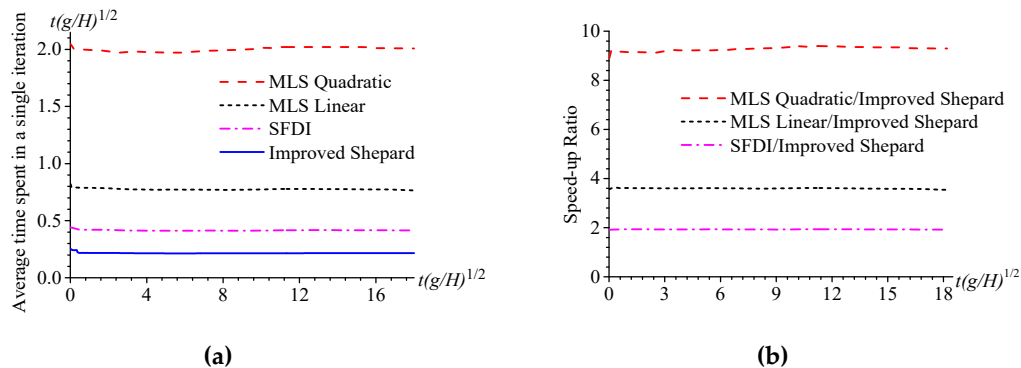 t(g/H)1/2
Average time spent in a single iteration
2.0
1.5
1.0
0.5
0.0
MLS Quadratic
MLS Linear
SFDI
Improved Shepard
0 4 8 12 16
t(g/H)1/2
(a)
Speed-up Ratio
10
8
6
4
2
0
MLS Quadratic/Improved Shepard
MLS Linear/Improved Shepard
SFDI/Improved Shepard
0 3 6 9 12 15 18
t(g/H)1/2
(b)